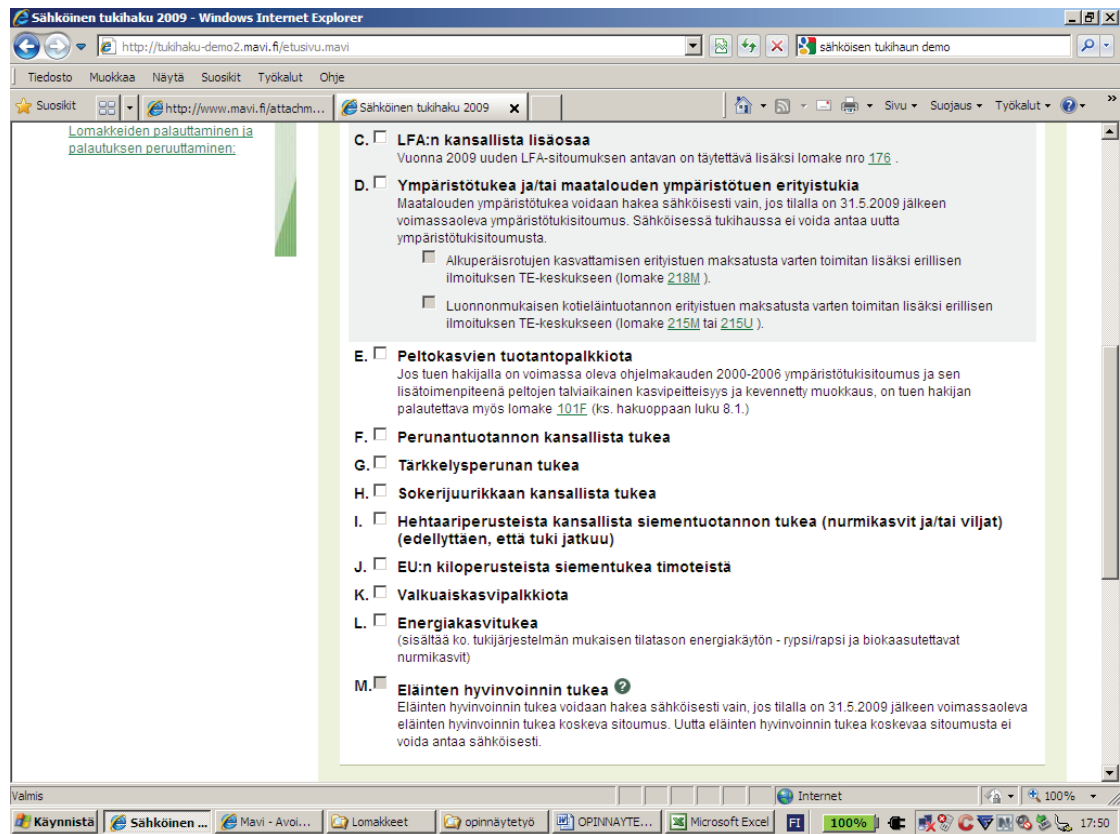 Sähköinen tukihaku 2009 - Windows Internet Explorer
http://tukihaku-demo2.mavi.fi/etusivu.mavi
sähköisen tukihaun demo
Tiedosto Muokkaa Näytä Suosikit Työkalut Ohje
Suosikit
http://www.mavi.fi/attachm...
Sähköinen tukihaku 2009
Sivu Suojaus Työkalut
Lomakkeiden palauttaminen ja
palautuksen peruuttaminen:
C. LFA:n kansallista lisäosaa
Vuonna 2009 uuden LFA-sitoumuksen antavan on täytettävä lisäksi lomake nro 176 .
D. Ympäristötukea ja/tai maatalouden ympäristötuen erityistukia
Maatalouden ympäristötukea voidaan hakea sähköisesti vain, jos tilalla on 31.5.2009 jälkeen
voimassaoleva ympäristötukisitoumus. Sähköisessä tukihaussa ei voida antaa uutta
ympäristötukisitoumusta.
Alkuperäisrotujen kasvattamisen erityistuen maksatusta varten toimitan lisäksi erillisen
ilmoituksen TE-keskukseen (lomake 218M ).
Luonnonmukaisen kotieläintuotannon erityistuen maksatusta varten toimitan lisäksi erillisen
ilmoituksen TE-keskukseen (lomake 215M tai 215U ).
E. Peltokasvien tuotantopalkkiota
Jos tuen hakijalla on voimassa oleva ohjelmakauden 2000-2006 ympäristötukisitoumus ja sen
lisätoimenpiteenä peltojen talviaikainen kasvipeitteisyys ja kevennetty muokkaus, on tuen hakijan
palautettava myös lomake 101F (ks. hakuoppaan luku 8.1.)
F. Perunantuotannon kansallista tukea
G. Tärkkelysperunan tukea
H. Sokerijuurikkaan kansallista tukea
I. Hehtaariperusteista kansallista siementuotannon tukea (nurmikasvit ja/tai viljat)
(edellyttäen, että tuki jatkuu)
J. EU:n kiloperusteista siementukea timoteistä
K. Valkuaiskasvipalkkiota
L. Energiakasvitukea
(sisältää ko. tukijärjestelmän mukaisen tilatason energiakäytön - rypsi/rapsi ja biokaasutettavat
nurmikasvit)
M. Eläinten hyvinvoinnin tukea ?
Eläinten hyvinvoinnin tukea voidaan hakea sähköisesti vain, jos tilalla on 31.5.2009 jälkeen voimassaoleva
eläinten hyvinvoinnin tukea koskeva sitoumus. Uutta eläinten hyvinvoinnin tukea koskevaa sitoumusta ei
voida antaa sähköisesti.
Valmis
Internet
100%
Käynnistä
Sähköinen ...
Mavi - Avoi...
Lomakkeet
opinnäytetyö
OPINNAYTE...
Microsoft Excel
FI
100%
17:50